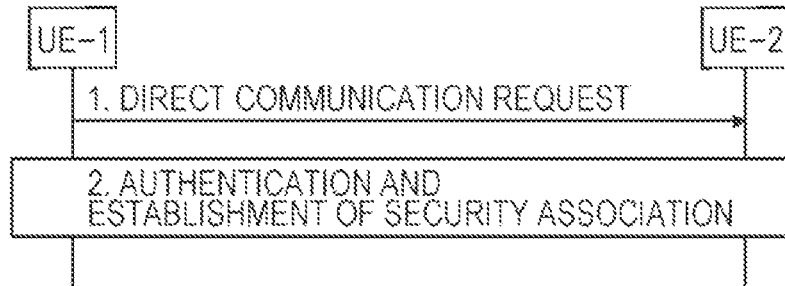 UE-1
UE-2
1. DIRECT COMMUNICATION REQUEST
2. AUTHENTICATION AND
ESTABLISHMENT OF SECURITY ASSOCIATION